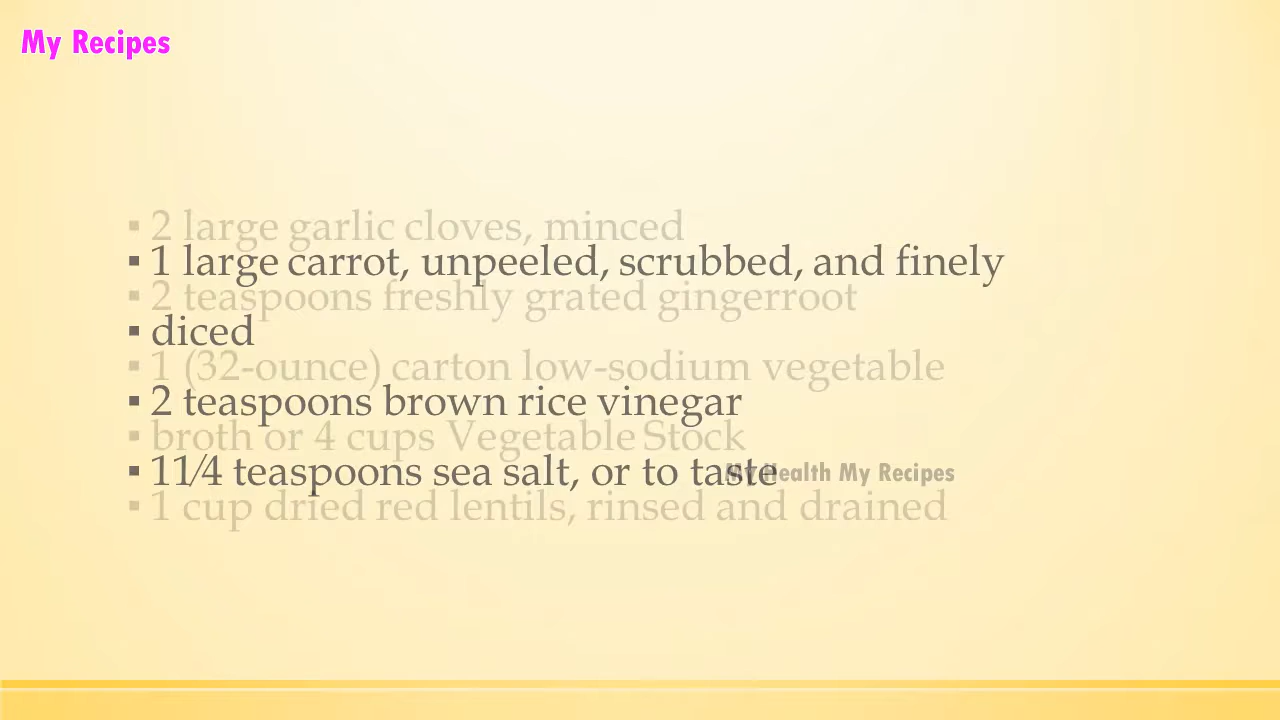 My Recipes
▪ 2 large garlic cloves, minced
▪ 1 large carrot, unpeeled, scrubbed, and finely
▪ 2 teaspoons freshly grated gingerroot
▪ diced
▪ 1 (32-ounce) carton low-sodium vegetable
▪ 2 teaspoons brown rice vinegar
▪ broth or 4 cups Vegetable Stock
▪ 11⁄4 teaspoons sea salt, or to taste
My Health My Recipes
▪ 1 cup dried red lentils, rinsed and drained